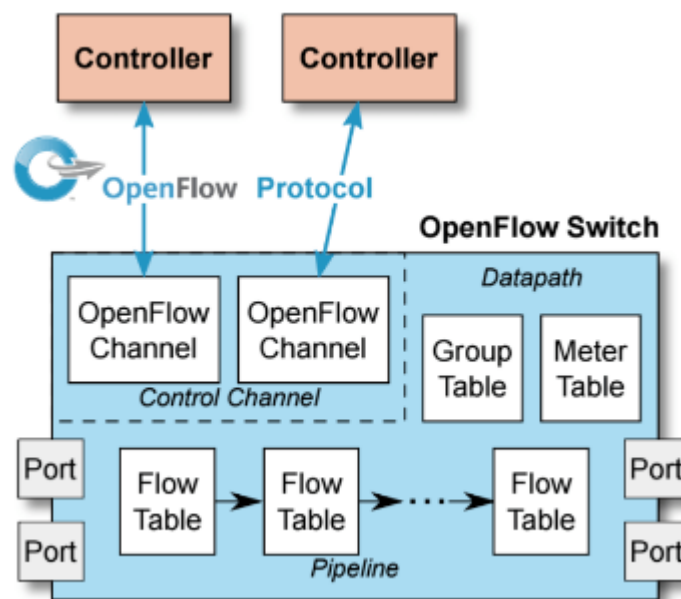 Controller
Controller
OpenFlow
Protocol
OpenFlow Switch
Datapath
OpenFlow
Channel
OpenFlow
Channel
Control Channel
Group
Table
Meter
Table
Port
Port
Flow
Table
Flow
Table
...
Flow
Table
Pipeline
Port
Port